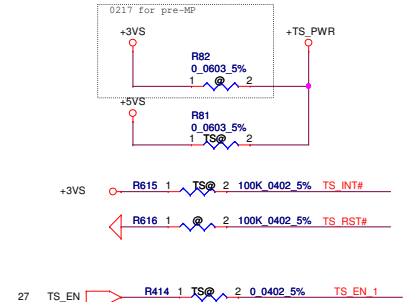 0217 for pre-MP
+3VS +TS_PWR
R82
0_0603_5%
1 @ 2
+5VS
R81
0_0603_5%
1 TS@ 2
+3VS R615 1 TS@ 2 100K_0402_5% TS_INT#
R616 1 @ 2 100K_0402_5% TS_RST#
27 TS_EN R414 1 TS@ 2 0_0402_5% TS_EN_1